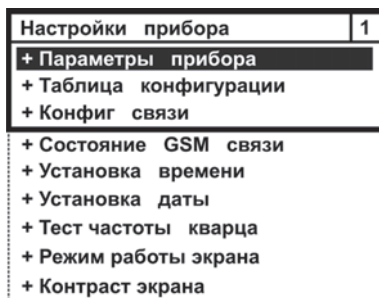 Настройки прибора 1
+ Параметры прибора
+ Таблица конфигурации
+ Конфиг связи
+ Состояние GSM связи
+ Установка времени
+ Установка даты
+ Тест частоты кварца
+ Режим работы экрана
+ Контраст экрана